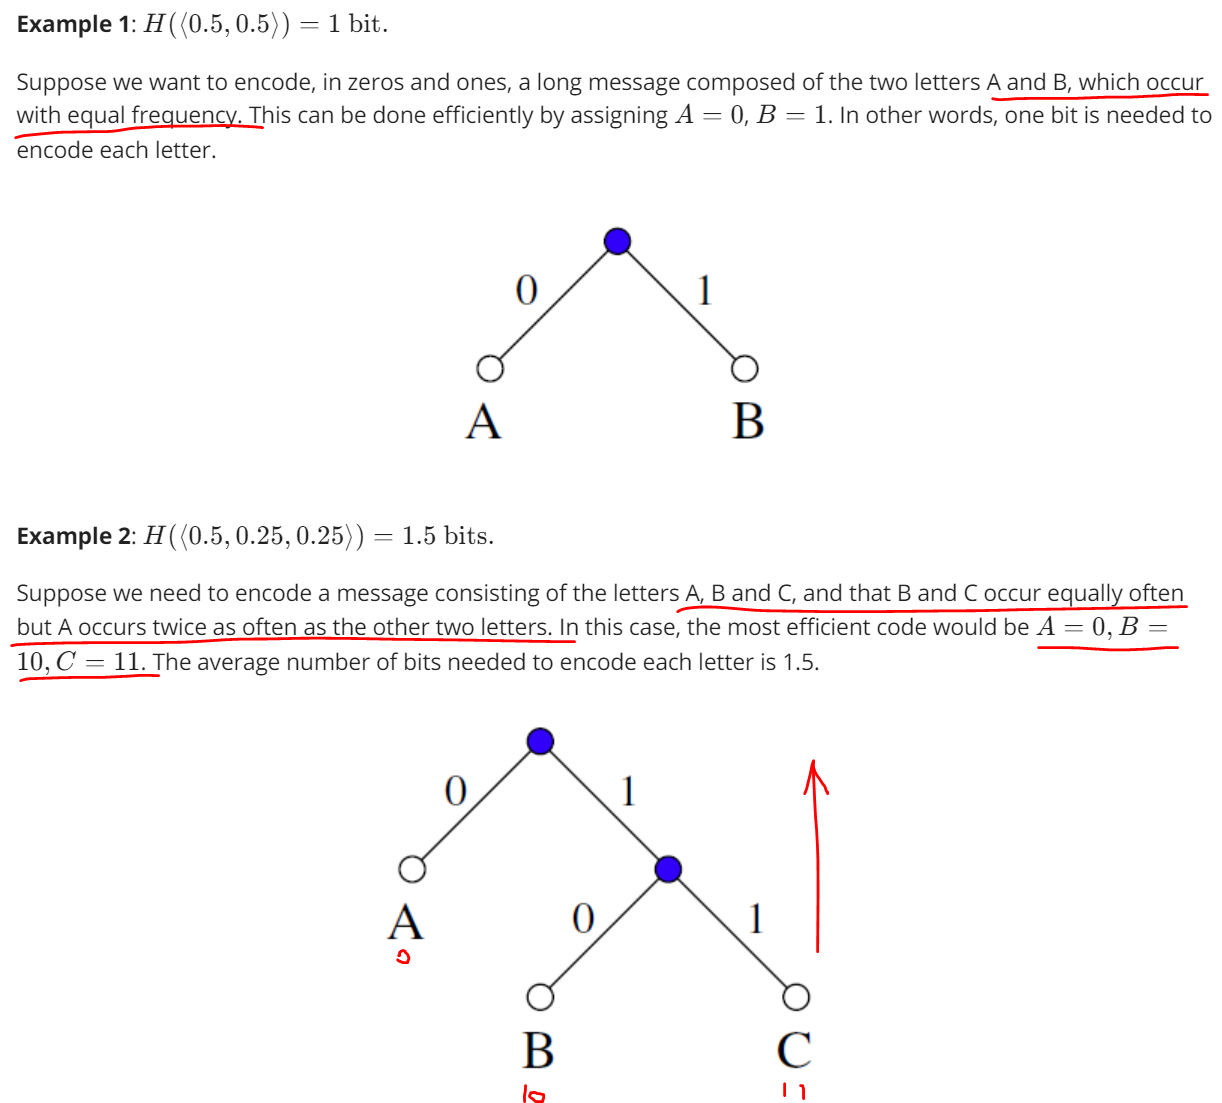 Example 1: H(⟨0.5, 0.5⟩) = 1 bit.
Suppose we want to encode, in zeros and ones, a long message composed of the two letters A and B, which occur
with equal frequency. This can be done efficiently by assigning A = 0, B = 1. In other words, one bit is needed to
encode each letter.
0 1
A B
Example 2: H(⟨0.5, 0.25, 0.25⟩) = 1.5 bits.
Suppose we need to encode a message consisting of the letters A, B and C, and that B and C occur equally often
but A occurs twice as often as the other two letters. In this case, the most efficient code would be A = 0, B =
10, C = 11. The average number of bits needed to encode each letter is 1.5.
0 1
A 0 1
0
B C
10 11